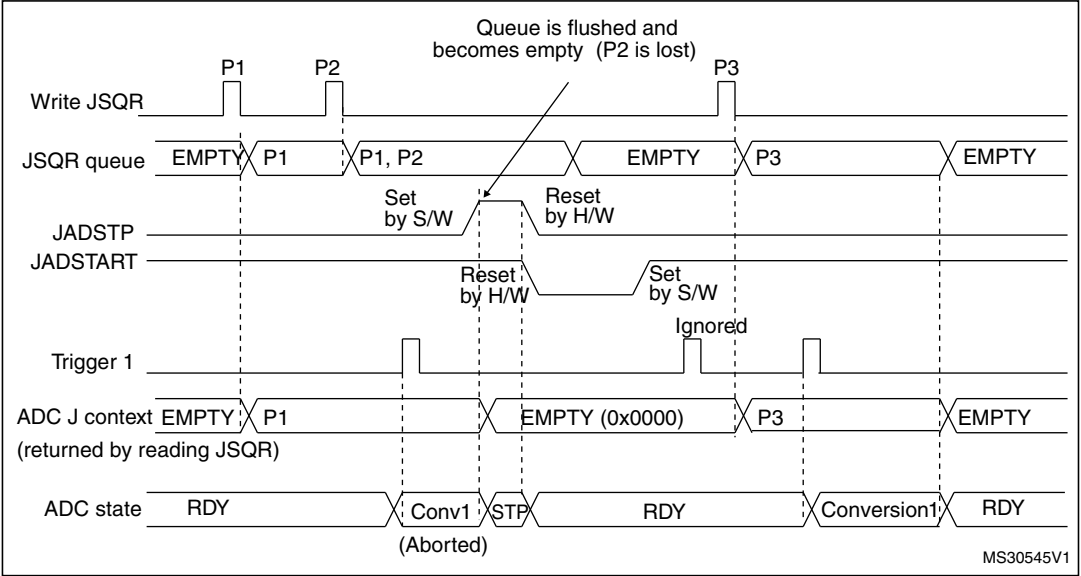 Queue is flushed and
becomes empty (P2 is lost)
P1 P2 P3
Write JSQR
JSQR queue EMPTY P1 P1, P2 EMPTY P3 EMPTY
Set Reset
by S/W by H/W
JADSTP
JADSTART
Reset Set
by H/W by S/W
Ignored
Trigger 1
ADC J context EMPTY P1 EMPTY (0x0000) P3 EMPTY
(returned by reading JSQR)
ADC state RDY Conv1 STP RDY Conversion1 RDY
(Aborted)
MS30545V1